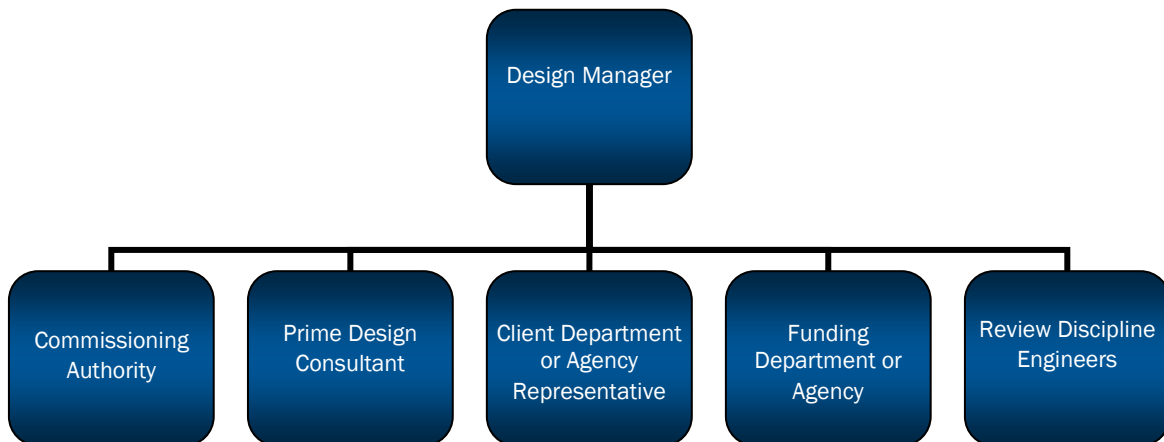 Design Manager
Commissioning
Authority
Prime Design
Consultant
Client Department
or Agency
Representative
Funding
Department or
Agency
Review Discipline
Engineers